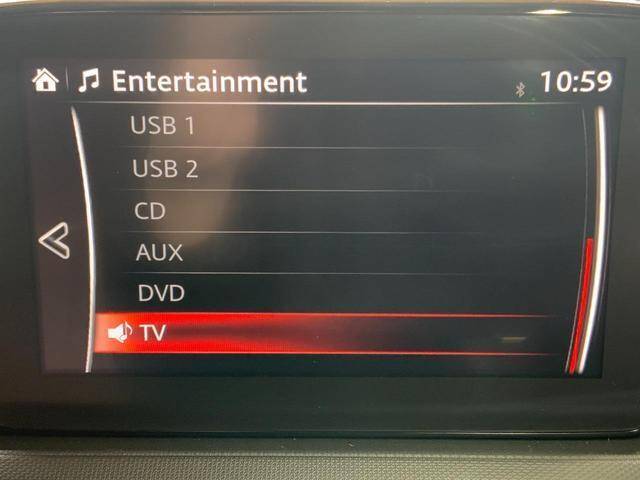 Entertainment
10:59
USB 1
USB 2
CD
AUX
DVD
TV